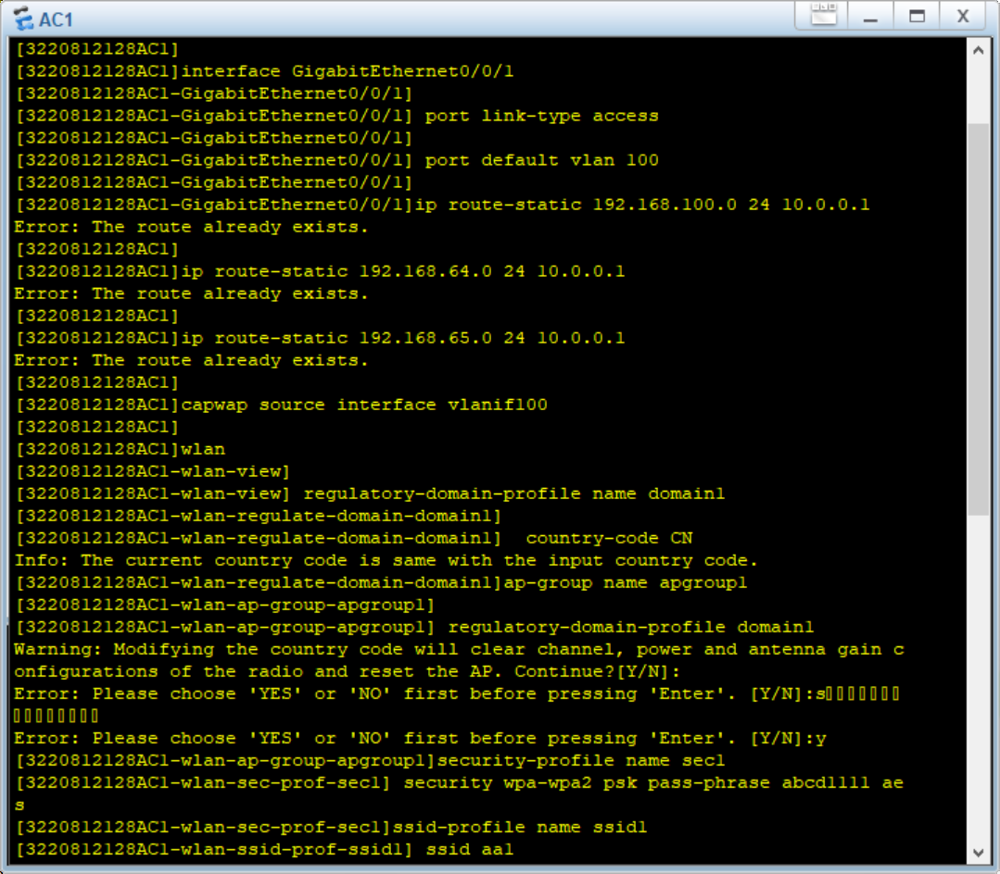 AC1
[3220812128AC1]
[3220812128AC1]interface GigabitEthernet0/0/1
[3220812128AC1-GigabitEthernet0/0/1]
[3220812128AC1-GigabitEthernet0/0/1] port link-type access
[3220812128AC1-GigabitEthernet0/0/1]
[3220812128AC1-GigabitEthernet0/0/1] port default vlan 100
[3220812128AC1-GigabitEthernet0/0/1]
[3220812128AC1-GigabitEthernet0/0/1]ip route-static 192.168.100.0 24 10.0.0.1
Error: The route already exists.
[3220812128AC1]
[3220812128AC1]ip route-static 192.168.64.0 24 10.0.0.1
Error: The route already exists.
[3220812128AC1]
[3220812128AC1]ip route-static 192.168.65.0 24 10.0.0.1
Error: The route already exists.
[3220812128AC1]
[3220812128AC1]capwap source interface vlanif100
[3220812128AC1]
[3220812128AC1]wlan
[3220812128AC1-wlan-view]
[3220812128AC1-wlan-view] regulatory-domain-profile name domain1
[3220812128AC1-wlan-regulate-domain-domain1]
[3220812128AC1-wlan-regulate-domain-domain1]  country-code CN
Info: The current country code is same with the input country code.
[3220812128AC1-wlan-regulate-domain-domain1]ap-group name apgroup1
[3220812128AC1-wlan-ap-group-apgroup1]
[3220812128AC1-wlan-ap-group-apgroup1] regulatory-domain-profile domain1
Warning: Modifying the country code will clear channel, power and antenna gain c
onfigurations of the radio and reset the AP. Continue?[Y/N]:
Error: Please choose 'YES' or 'NO' first before pressing 'Enter'. [Y/N]:s▯▯▯▯▯▯▯
▯▯▯▯▯▯▯▯
Error: Please choose 'YES' or 'NO' first before pressing 'Enter'. [Y/N]:y
[3220812128AC1-wlan-ap-group-apgroup1]security-profile name sec1
[3220812128AC1-wlan-sec-prof-sec1] security wpa-wpa2 psk pass-phrase abcd1111 ae
s
[3220812128AC1-wlan-sec-prof-sec1]ssid-profile name ssid1
[3220812128AC1-wlan-ssid-prof-ssid1] ssid aa1